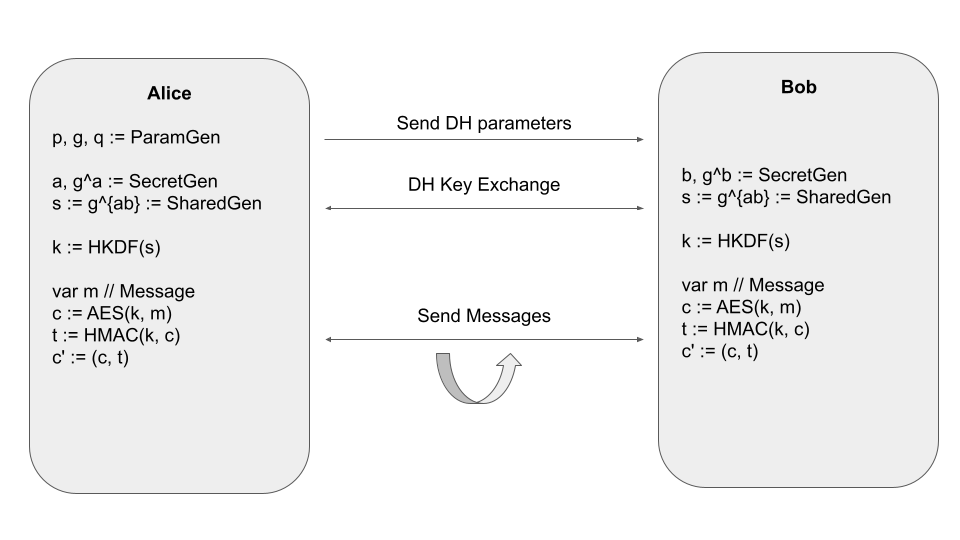 Alice
p, g, q := ParamGen
a, g^a := SecretGen
s := g^{ab} := SharedGen
k := HKDF(s)
var m // Message
c := AES(k, m)
t := HMAC(k, c)
c' := (c, t)
Send DH parameters
DH Key Exchange
Send Messages
Bob
b, g^b := SecretGen
s := g^{ab} := SharedGen
k := HKDF(s)
var m // Message
c := AES(k, m)
t := HMAC(k, c)
c' := (c, t)